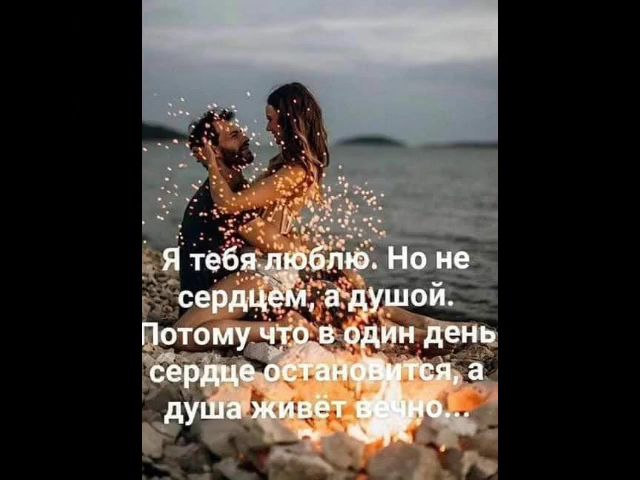 Я тебя люблю. Но не
сердцем, а душой.
Потому что в один день
сердце остановится, а
душа живёт вечно...